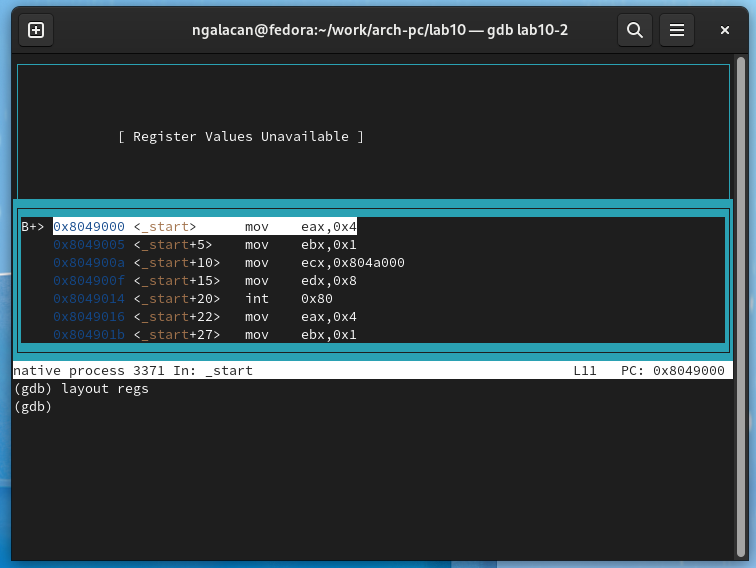 ngalacan@fedora:~/work/arch-pc/lab10 — gdb lab10-2
[ Register Values Unavailable ]
B+> 0x8049000 <_start> mov eax,0x4
0x8049005 <_start+5> mov ebx,0x1
0x804900a <_start+10> mov ecx,0x804a000
0x804900f <_start+15> mov edx,0x8
0x8049014 <_start+20> int 0x80
0x8049016 <_start+22> mov eax,0x4
0x804901b <_start+27> mov ebx,0x1
native process 3371 In: _start L11 PC: 0x8049000
(gdb) layout regs
(gdb)